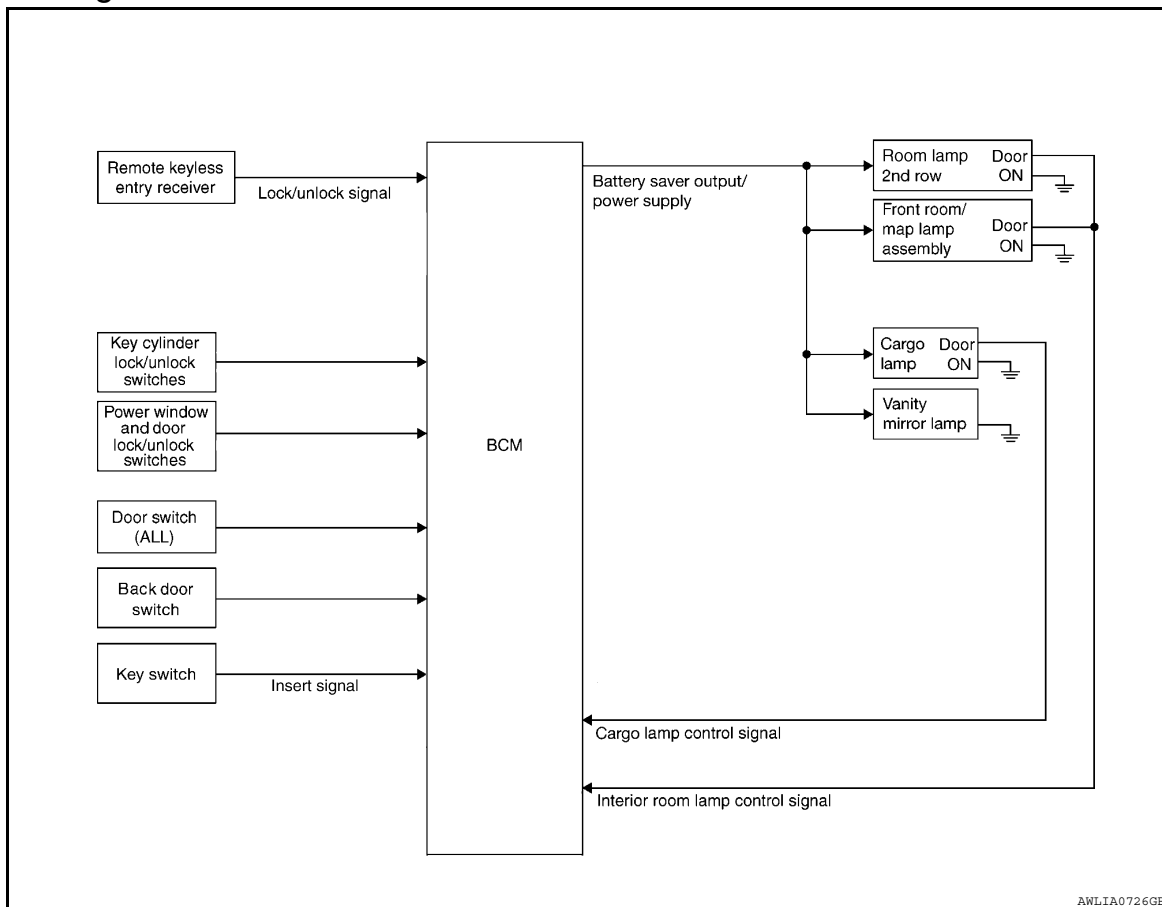 Remote keyless
entry receiver
Lock/unlock signal
Key cylinder
lock/unlock
switches
Power window
and door
lock/unlock
switches
Door switch
(ALL)
Back door
switch
Key switch
Insert signal
BCM
Battery saver output/
power supply
Room lamp Door
2nd row ON
Front room/
map lamp Door
assembly ON
Cargo Door
lamp ON
Vanity
mirror lamp
Cargo lamp control signal
Interior room lamp control signal